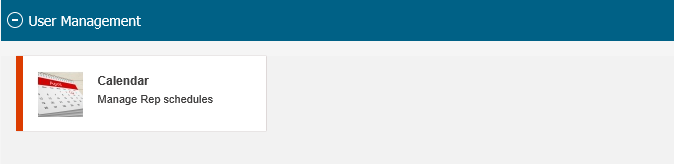 User Management
Calendar
Manage Rep schedules